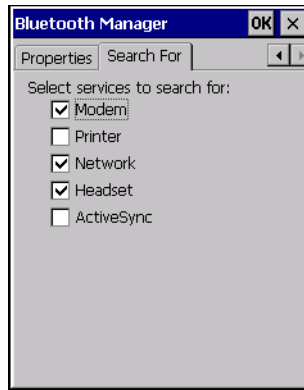 Bluetooth Manager OK ×
Properties Search For
Select services to search for:
Modem
Printer
Network
Headset
ActiveSync